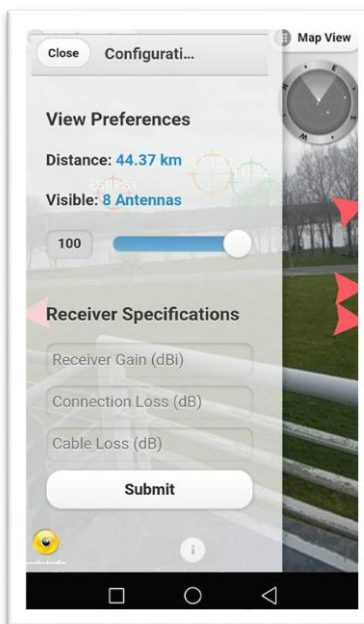 Close
Configurati...
Map View
View Preferences
Distance: 44.37 km
Visible: 8 Antennas
100
Receiver Specifications
Receiver Gain (dBi)
Connection Loss (dB)
Cable Loss (dB)
Submit